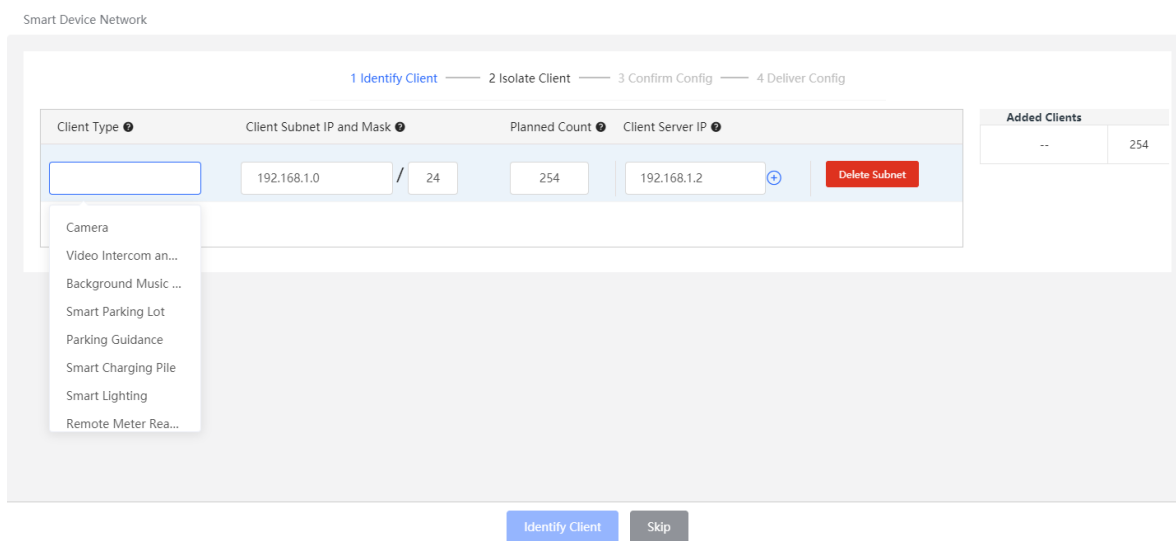 Smart Device Network
1 Identify Client 2 Isolate Client 3 Confirm Config 4 Deliver Config
Client Type Client Subnet IP and Mask Planned Count Client Server IP
Added Clients
-- 254
192.168.1.0 / 24 254 192.168.1.2 Delete Subnet
Camera
Video Intercom an...
Background Music ...
Smart Parking Lot
Parking Guidance
Smart Charging Pile
Smart Lighting
Remote Meter Rea...
Identify Client Skip